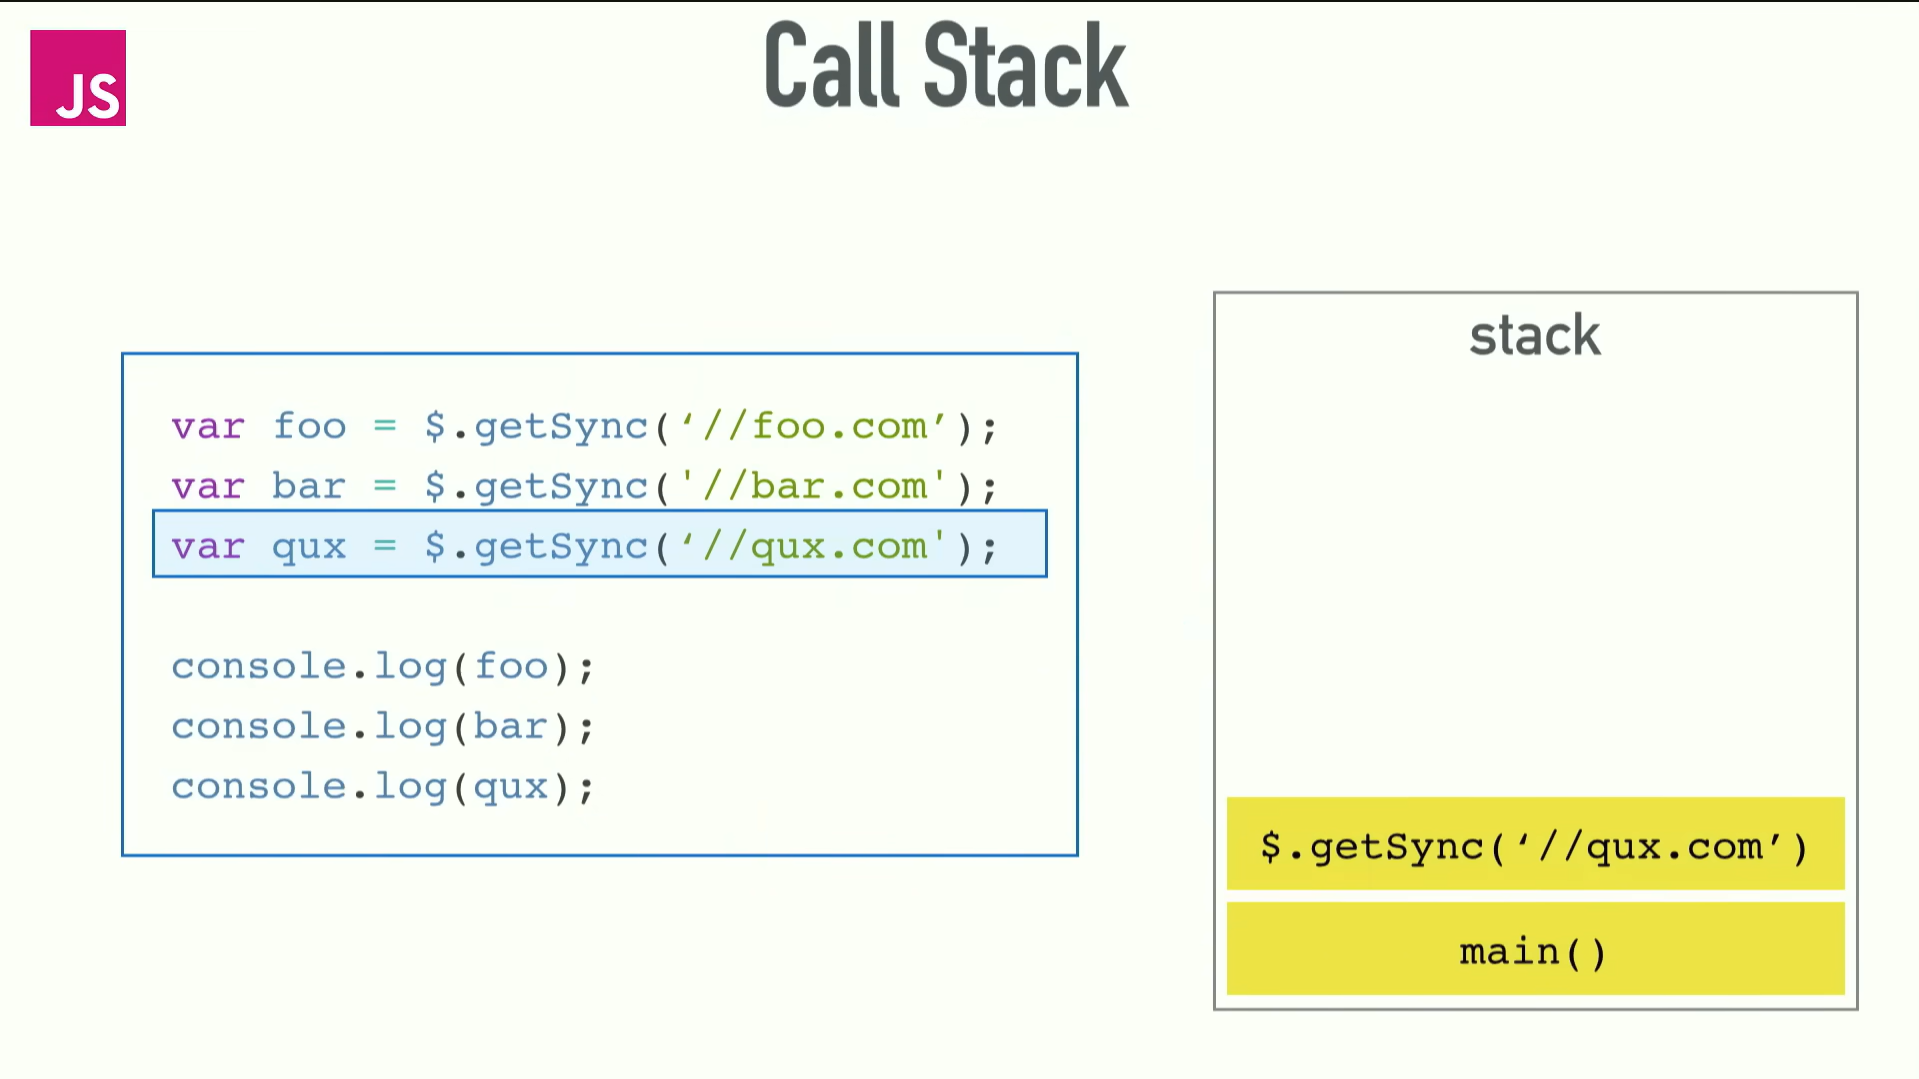 JS
Call Stack
var foo = $.getSync(‘//foo.com’);
var bar = $.getSync('//bar.com');
var qux = $.getSync(‘//qux.com');
console.log(foo);
console.log(bar);
console.log(qux);
stack
$.getSync(‘//qux.com’)
main()